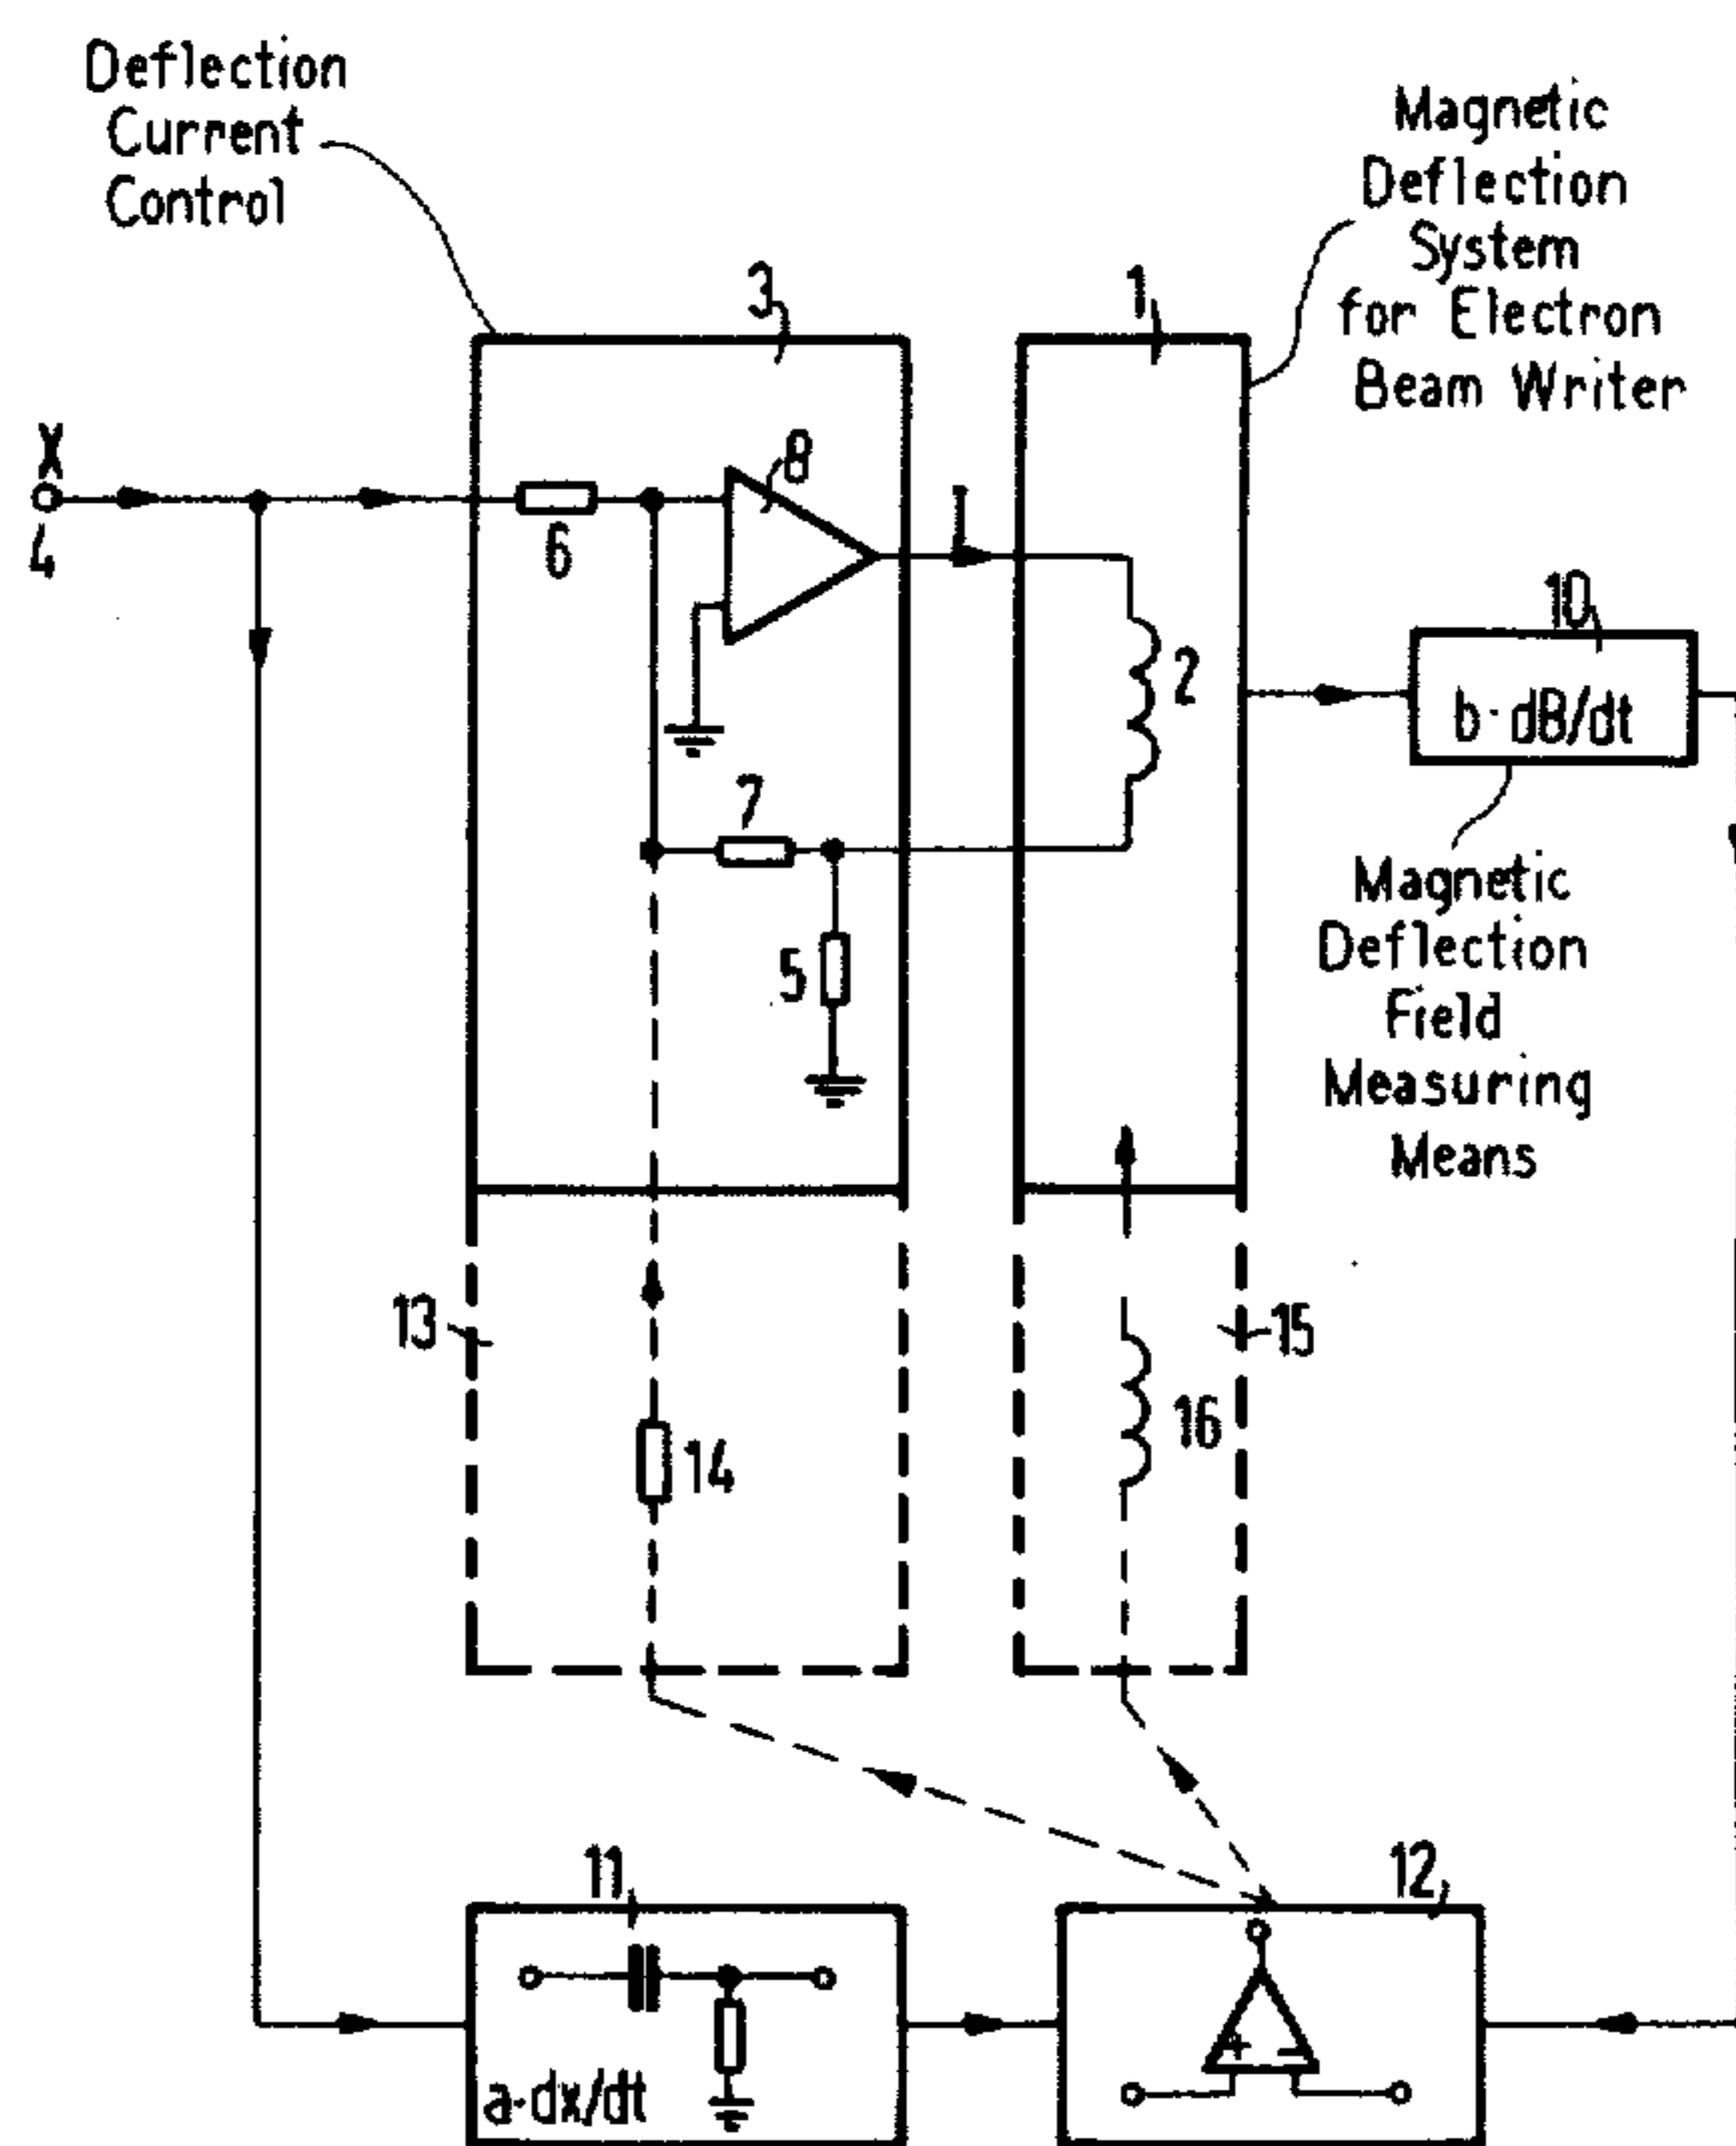 Deflection
Current
Control
Magnetic
Deflection
System
for Electron
Beam Writer
3
1
X
4
6
8
I
2
10
b·dB/dt
7
5
Magnetic
Deflection
Field
Measuring
Means
13
15
14
16
11
12
a·dx/dt
+ −